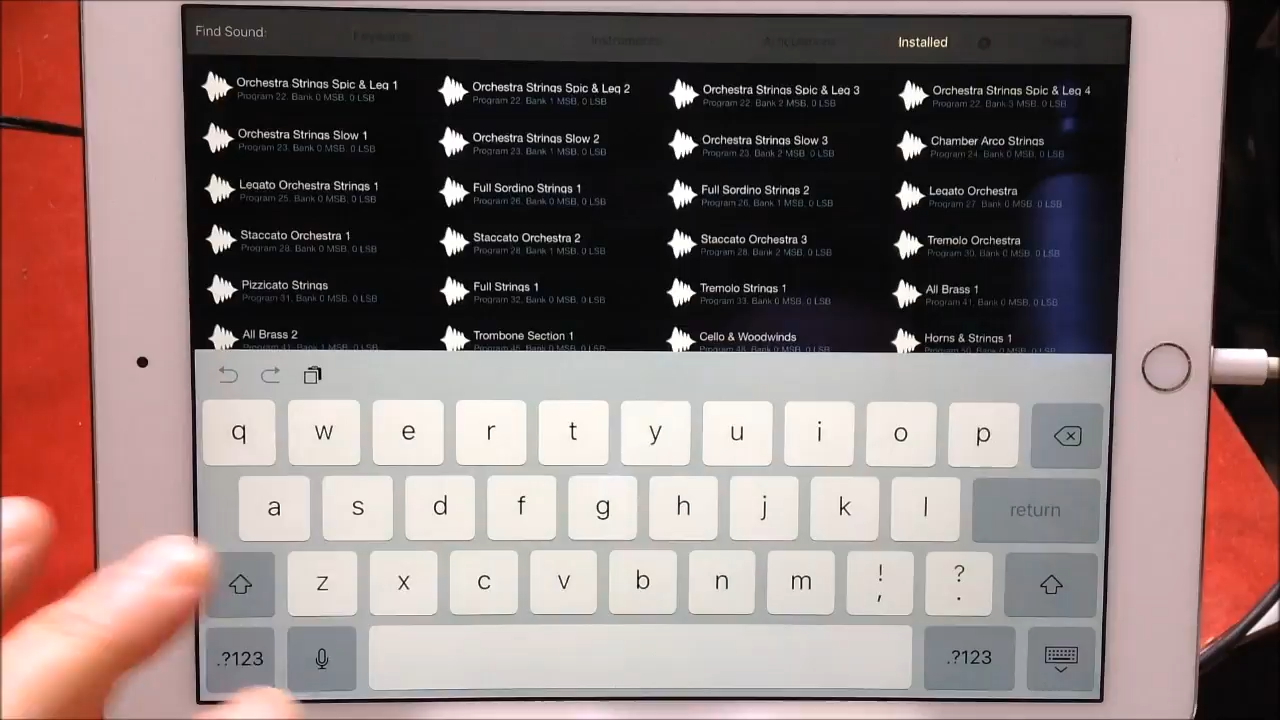 Find Sound:
Keywords Instruments Articulations Installed
Orchestra Strings Spic & Leg 1 Orchestra Strings Spic & Leg 2 Orchestra Strings Spic & Leg 3 Orchestra Strings Spic & Leg 4
Program 22, Bank 0 MSB, 0 LSB Program 22, Bank 1 MSB, 0 LSB Program 22, Bank 2 MSB, 0 LSB Program 22, Bank 3 MSB, 0 LSB
Orchestra Strings Slow 1 Orchestra Strings Slow 2 Orchestra Strings Slow 3 Chamber Arco Strings
Program 23, Bank 0 MSB, 0 LSB Program 23, Bank 1 MSB, 0 LSB Program 23, Bank 2 MSB, 0 LSB Program 24, Bank 0 MSB, 0 LSB
Legato Orchestra Strings 1 Full Sordino Strings 1 Full Sordino Strings 2 Legato Orchestra
Program 25, Bank 0 MSB, 0 LSB Program 26, Bank 0 MSB, 0 LSB Program 26, Bank 1 MSB, 0 LSB Program 27, Bank 0 MSB, 0 LSB
Staccato Orchestra 1 Staccato Orchestra 2 Staccato Orchestra 3 Tremolo Orchestra
Program 28, Bank 0 MSB, 0 LSB Program 28, Bank 1 MSB, 0 LSB Program 28, Bank 2 MSB, 0 LSB Program 30, Bank 0 MSB, 0 LSB
Pizzicato Strings Full Strings 1 Tremolo Strings 1 All Brass 1
Program 31, Bank 0 MSB, 0 LSB Program 32, Bank 0 MSB, 0 LSB Program 33, Bank 0 MSB, 0 LSB Program 41, Bank 0 MSB, 0 LSB
All Brass 2 Trombone Section 1 Cello & Woodwinds Horns & Strings 1
q w e r t y u i o p
a s d f g h j k l return
z x c v b n m ! , ? .
.?123 .?123